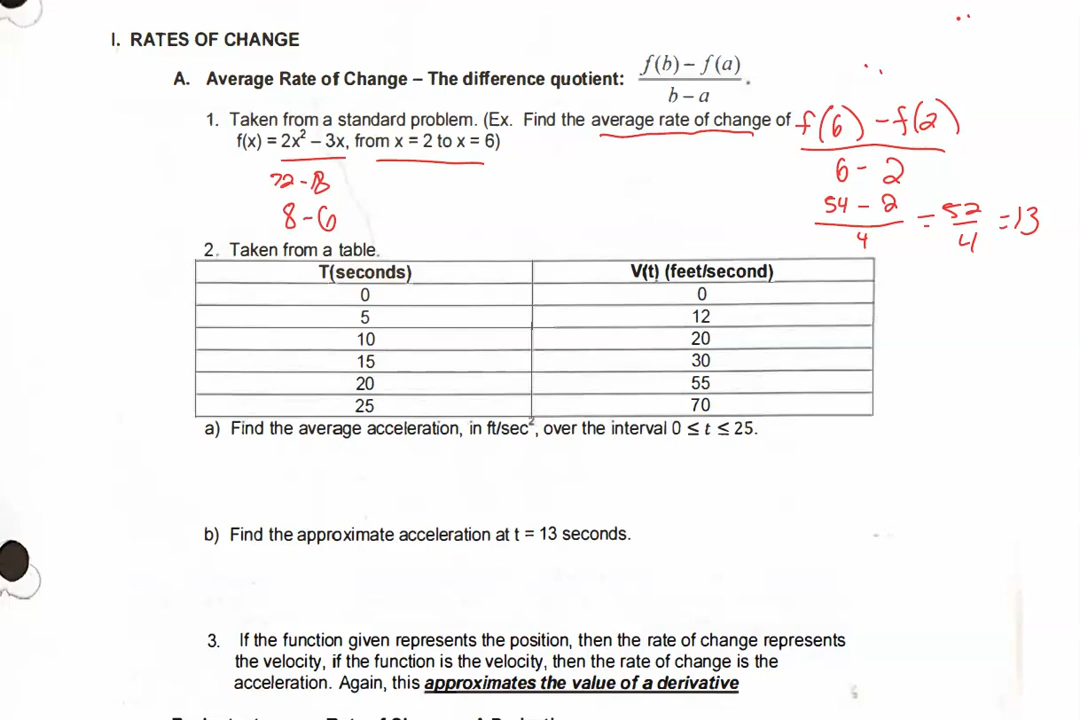 I. RATES OF CHANGE
A. Average Rate of Change – The difference quotient: f(b) – f(a) / b – a .
1. Taken from a standard problem. (Ex. Find the average rate of change of
f(x) = 2x² – 3x, from x = 2 to x = 6)
f(6) - f(2)
6 - 2
72 - 18
54 - 2 / 4 = 52 / 4 = 13
8 - 6
2. Taken from a table.
T(seconds) V(t) (feet/second)
0 0
5 12
10 20
15 30
20 55
25 70
a) Find the average acceleration, in ft/sec², over the interval 0 ≤ t ≤ 25.
b) Find the approximate acceleration at t = 13 seconds.
3. If the function given represents the position, then the rate of change represents
the velocity, if the function is the velocity, then the rate of change is the
acceleration. Again, this approximates the value of a derivative